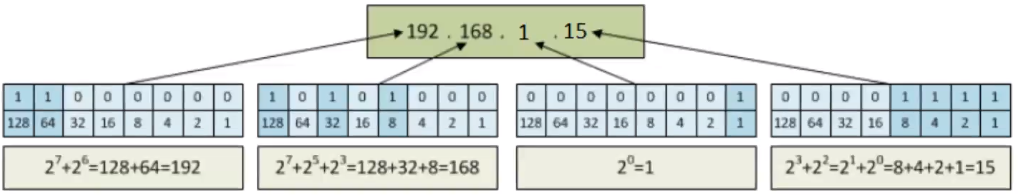 192 . 168 . 1 . 15
1 1 0 0 0 0 0 0
128 64 32 16 8 4 2 1
1 0 1 0 1 0 0 0
128 64 32 16 8 4 2 1
0 0 0 0 0 0 0 1
128 64 32 16 8 4 2 1
0 0 0 0 1 1 1 1
128 64 32 16 8 4 2 1
2⁷+2⁶=128+64=192
2⁷+2⁵+2³=128+32+8=168
2⁰=1
2³+2²=2¹+2⁰=8+4+2+1=15